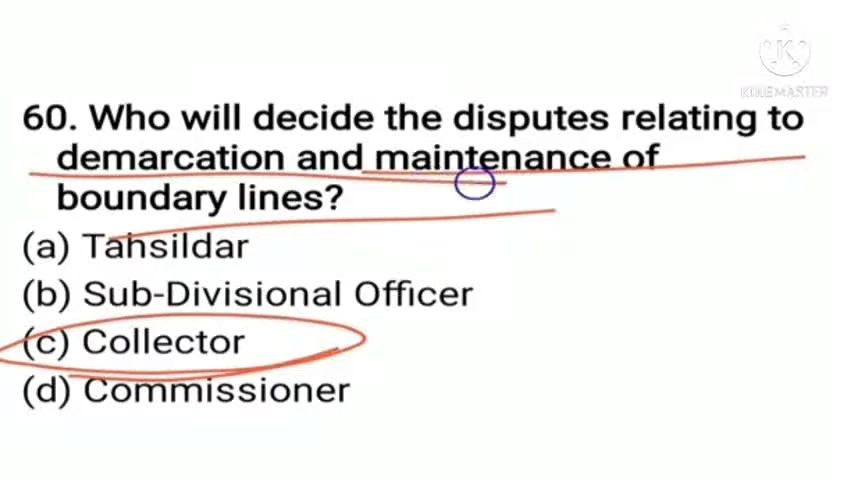 K
KINEMASTER
60. Who will decide the disputes relating to
demarcation and maintenance of
boundary lines?
(a) Tahsildar
(b) Sub-Divisional Officer
(c) Collector
(d) Commissioner